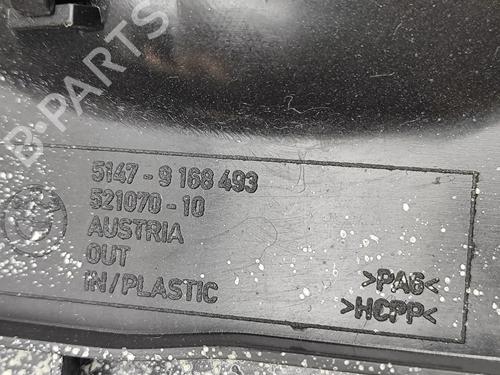 5147-9 168 493
521070-10
AUSTRIA
OUT
IN/PLASTIC
>PA6<
>HCPP<
B-PARTS